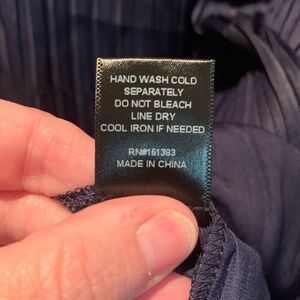 HAND WASH COLD
SEPARATELY
DO NOT BLEACH
LINE DRY
COOL IRON IF NEEDED
RN#151393
MADE IN CHINA